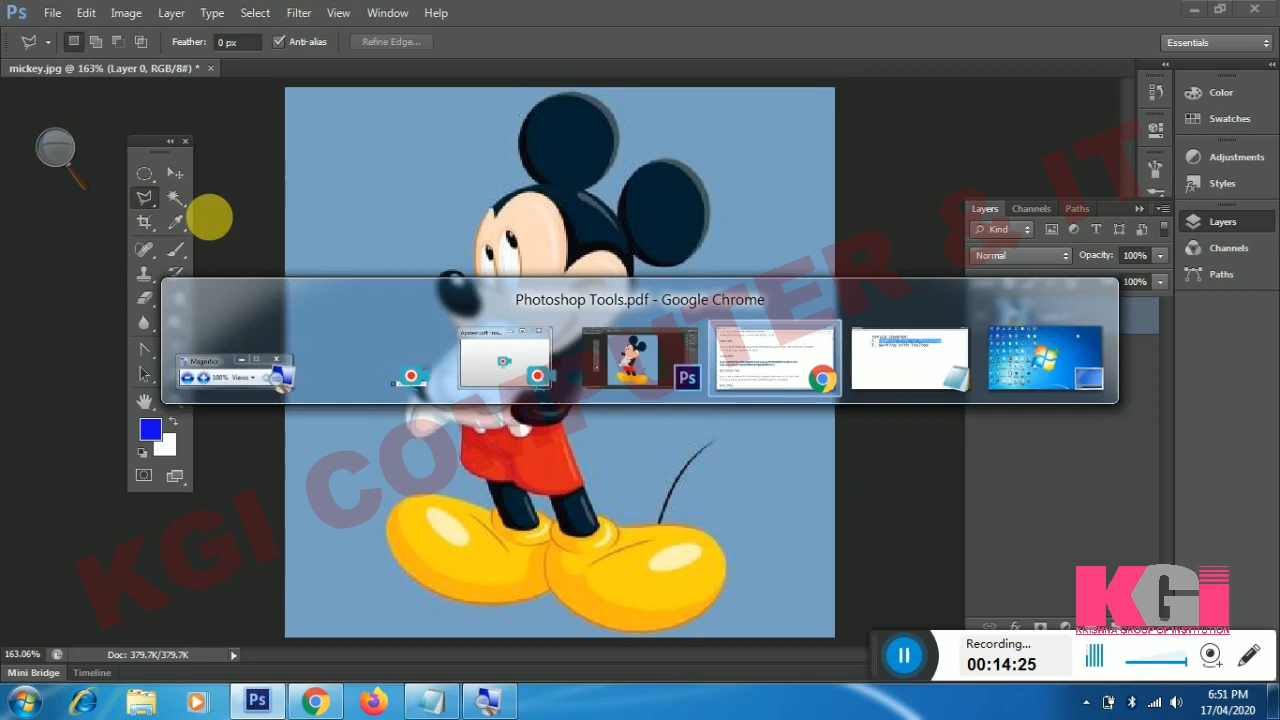 Ps File Edit Image Layer Type Select Filter View Window Help
Feather: 0 px Anti-alias Refine Edge... Essentials
mickey.jpg @ 163% (Layer 0, RGB/8#) * ×
Color
Swatches
Adjustments
Styles
Layers
Channels
Paths
Layers Channels Paths
Kind
Normal Opacity: 100%
100%
Photoshop Tools.pdf - Google Chrome
Magnifier
100% Views
Ps
KGI COMPUTER & IT
KGi
KRISHNA GROUP OF INSTITUTION
163.06% Doc: 379.7K/379.7K
Mini Bridge Timeline
Recording...
00:14:25
Ps
6:51 PM
17/04/2020